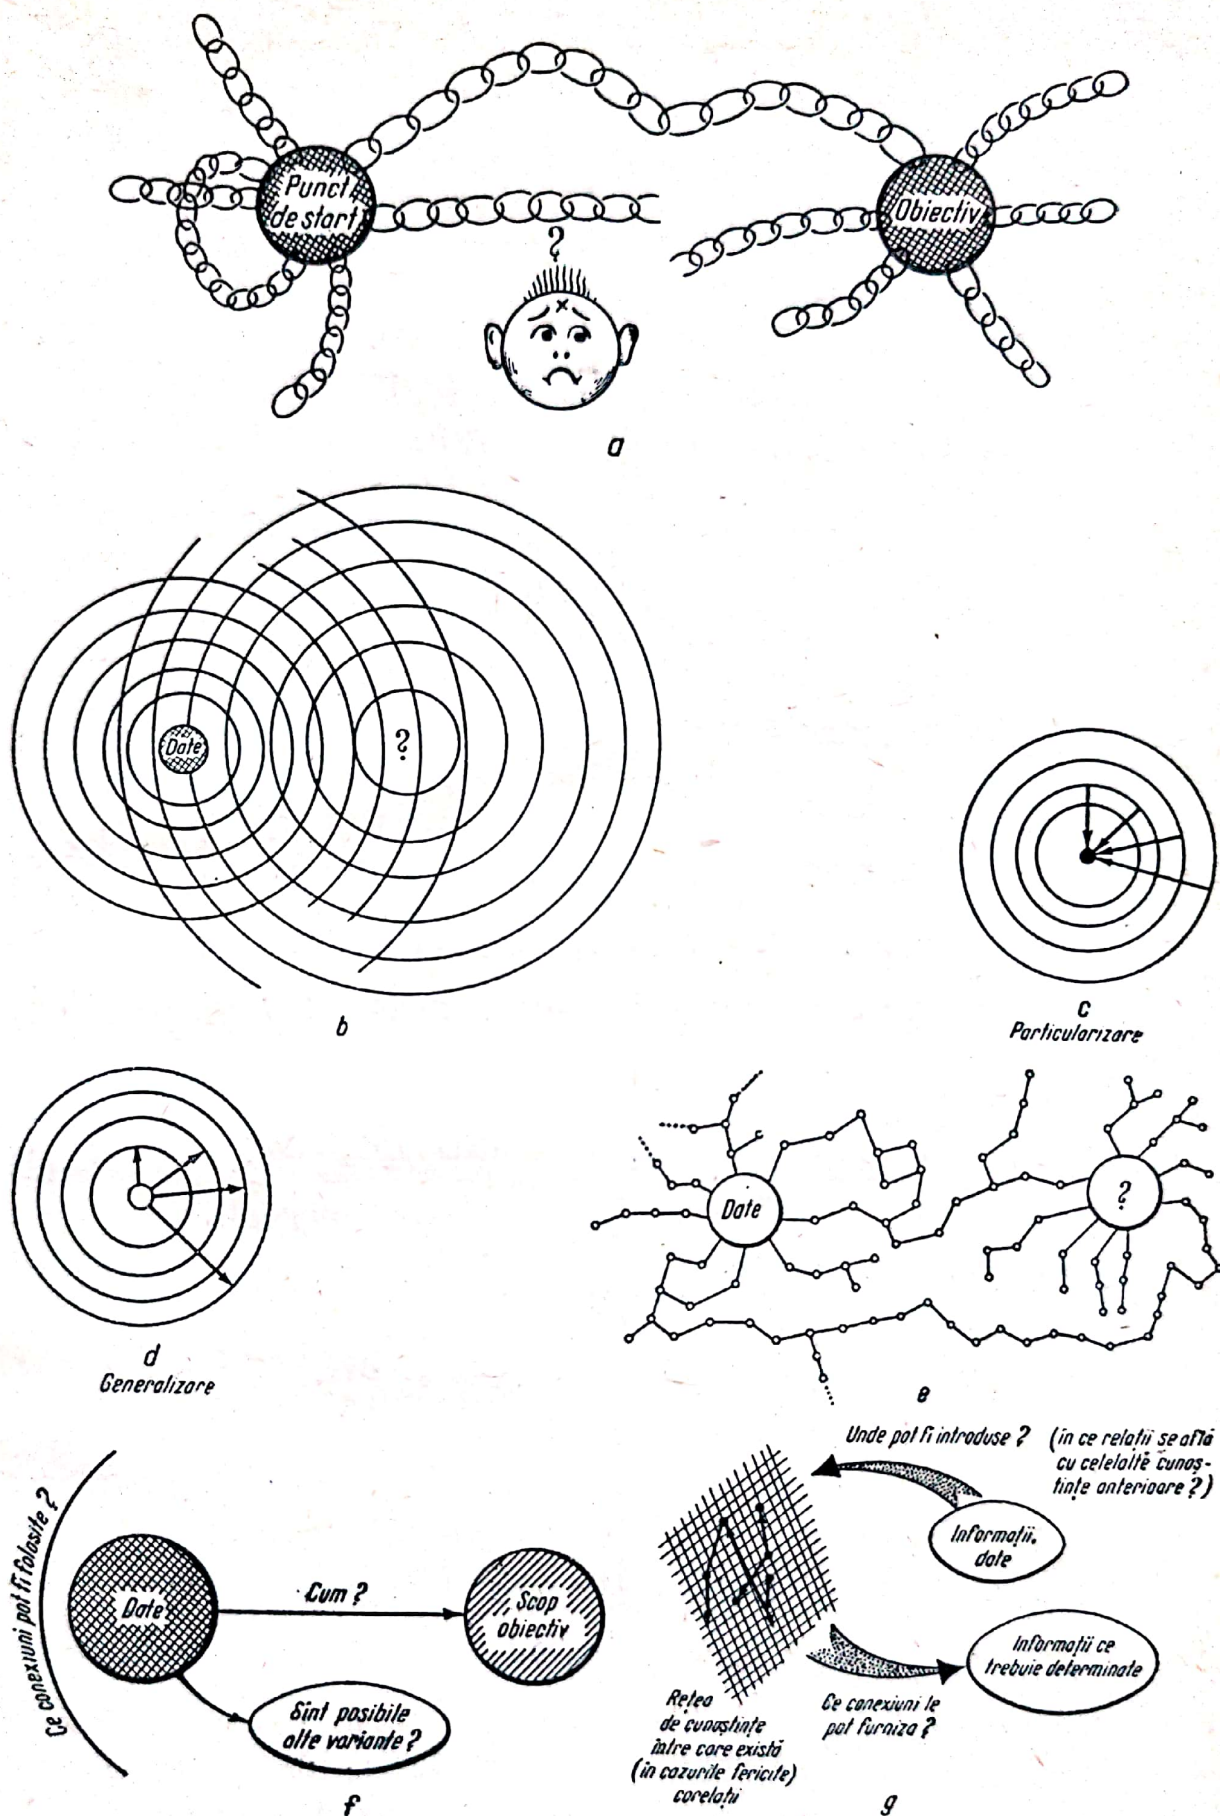 Punct
de start
Obiectiv
?
a
Date
?
b
c
Particularizare
d
Generalizare
Date
?
e
Ce conexiuni pot fi folosite ?
Date
Cum ?
Scop
obiectiv
Sînt posibile
alte variante ?
f
Unde pot fi introduse ?
(în ce relații se află
cu celelalte cunoș-
tințe anterioare ?)
Informații,
date
Informații ce
trebuie determinate
Rețea
de cunoștințe
între care există
(în cazurile fericite)
corelații
Ce conexiuni le
pot furniza ?
g